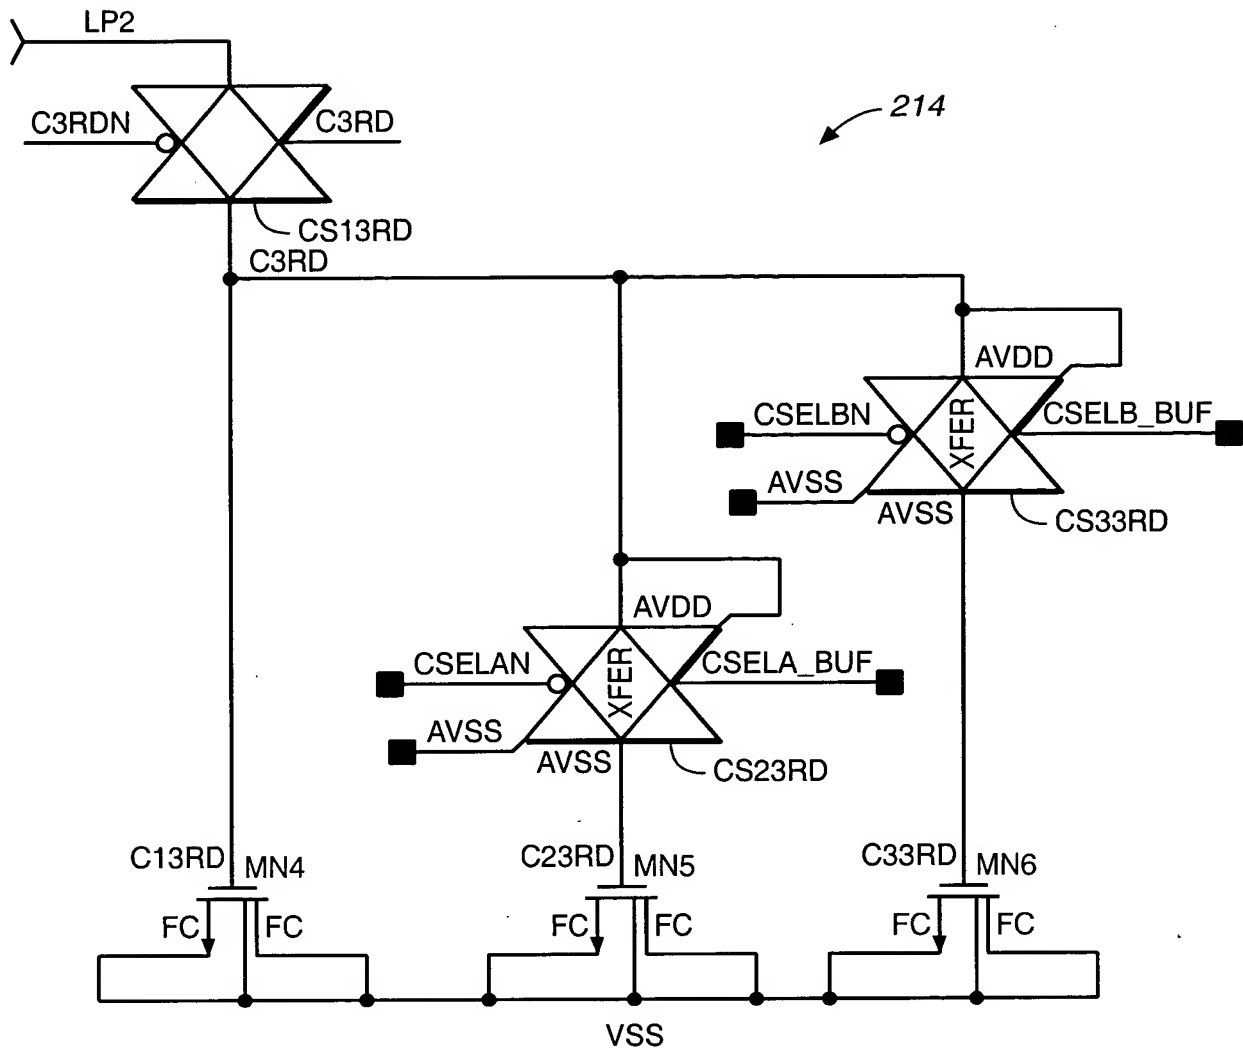 LP2
C3RDN
C3RD
214
CS13RD
C3RD
AVDD
CSELBN
XFER
CSELB_BUF
AVSS
AVSS
CS33RD
AVDD
CSELAN
XFER
CSELA_BUF
AVSS
AVSS
CS23RD
C13RD
MN4
C23RD
MN5
C33RD
MN6
FC
FC
FC
FC
FC
FC
VSS